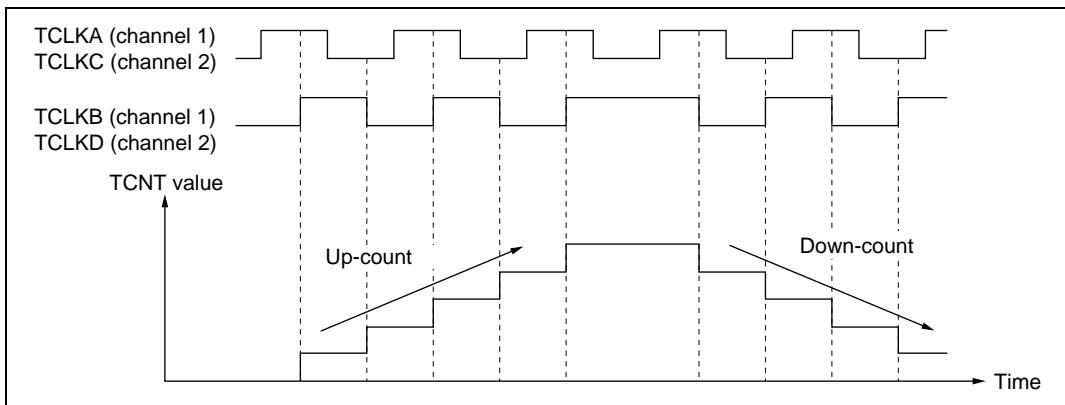 TCLKA (channel 1)
TCLKC (channel 2)
TCLKB (channel 1)
TCLKD (channel 2)
TCNT value
Up-count
Down-count
Time